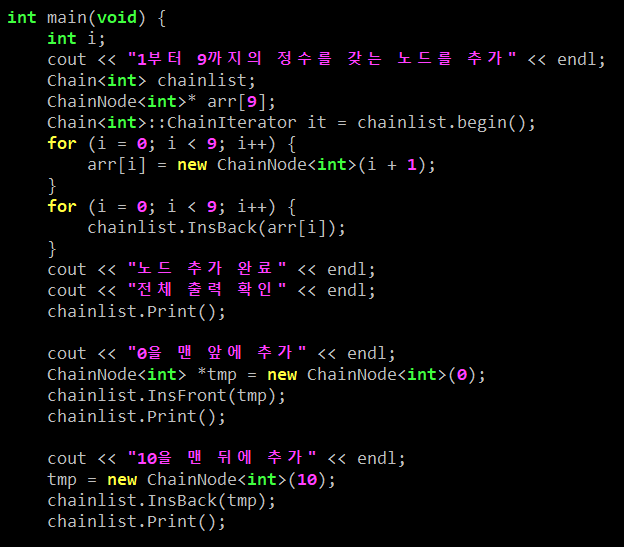 int main(void) {
    int i;
    cout << "1부터 9까지의 정수를 갖는 노드를 추가" << endl;
    Chain<int> chainlist;
    ChainNode<int>* arr[9];
    Chain<int>::ChainIterator it = chainlist.begin();
    for (i = 0; i < 9; i++) {
        arr[i] = new ChainNode<int>(i + 1);
    }
    for (i = 0; i < 9; i++) {
        chainlist.InsBack(arr[i]);
    }
    cout << "노드 추가 완료" << endl;
    cout << "전체 출력 확인" << endl;
    chainlist.Print();

    cout << "0을 맨 앞에 추가" << endl;
    ChainNode<int> *tmp = new ChainNode<int>(0);
    chainlist.InsFront(tmp);
    chainlist.Print();

    cout << "10을 맨 뒤에 추가" << endl;
    tmp = new ChainNode<int>(10);
    chainlist.InsBack(tmp);
    chainlist.Print();